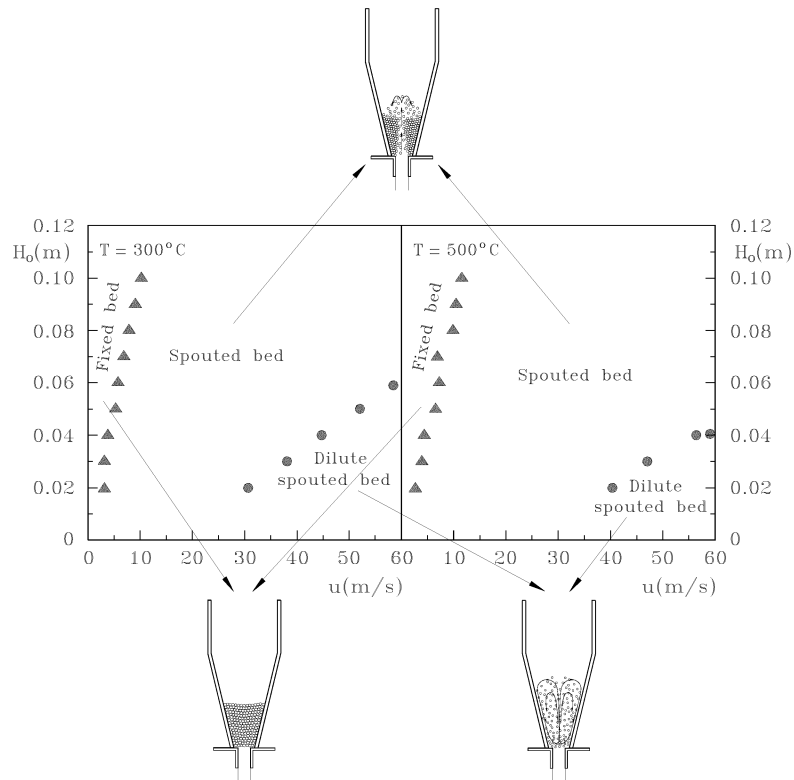 0.12
H₀(m)
0.10
0.08
0.06
0.04
0.02
0
T = 300°C
Fixed bed
Spouted bed
Dilute
spouted bed
T = 500°C
Fixed bed
Spouted bed
Dilute
spouted bed
0.12
H₀(m)
0.10
0.08
0.06
0.04
0.02
0
0 10 20 30 40 50 60 10 20 30 40 50 60
u(m/s) u(m/s)